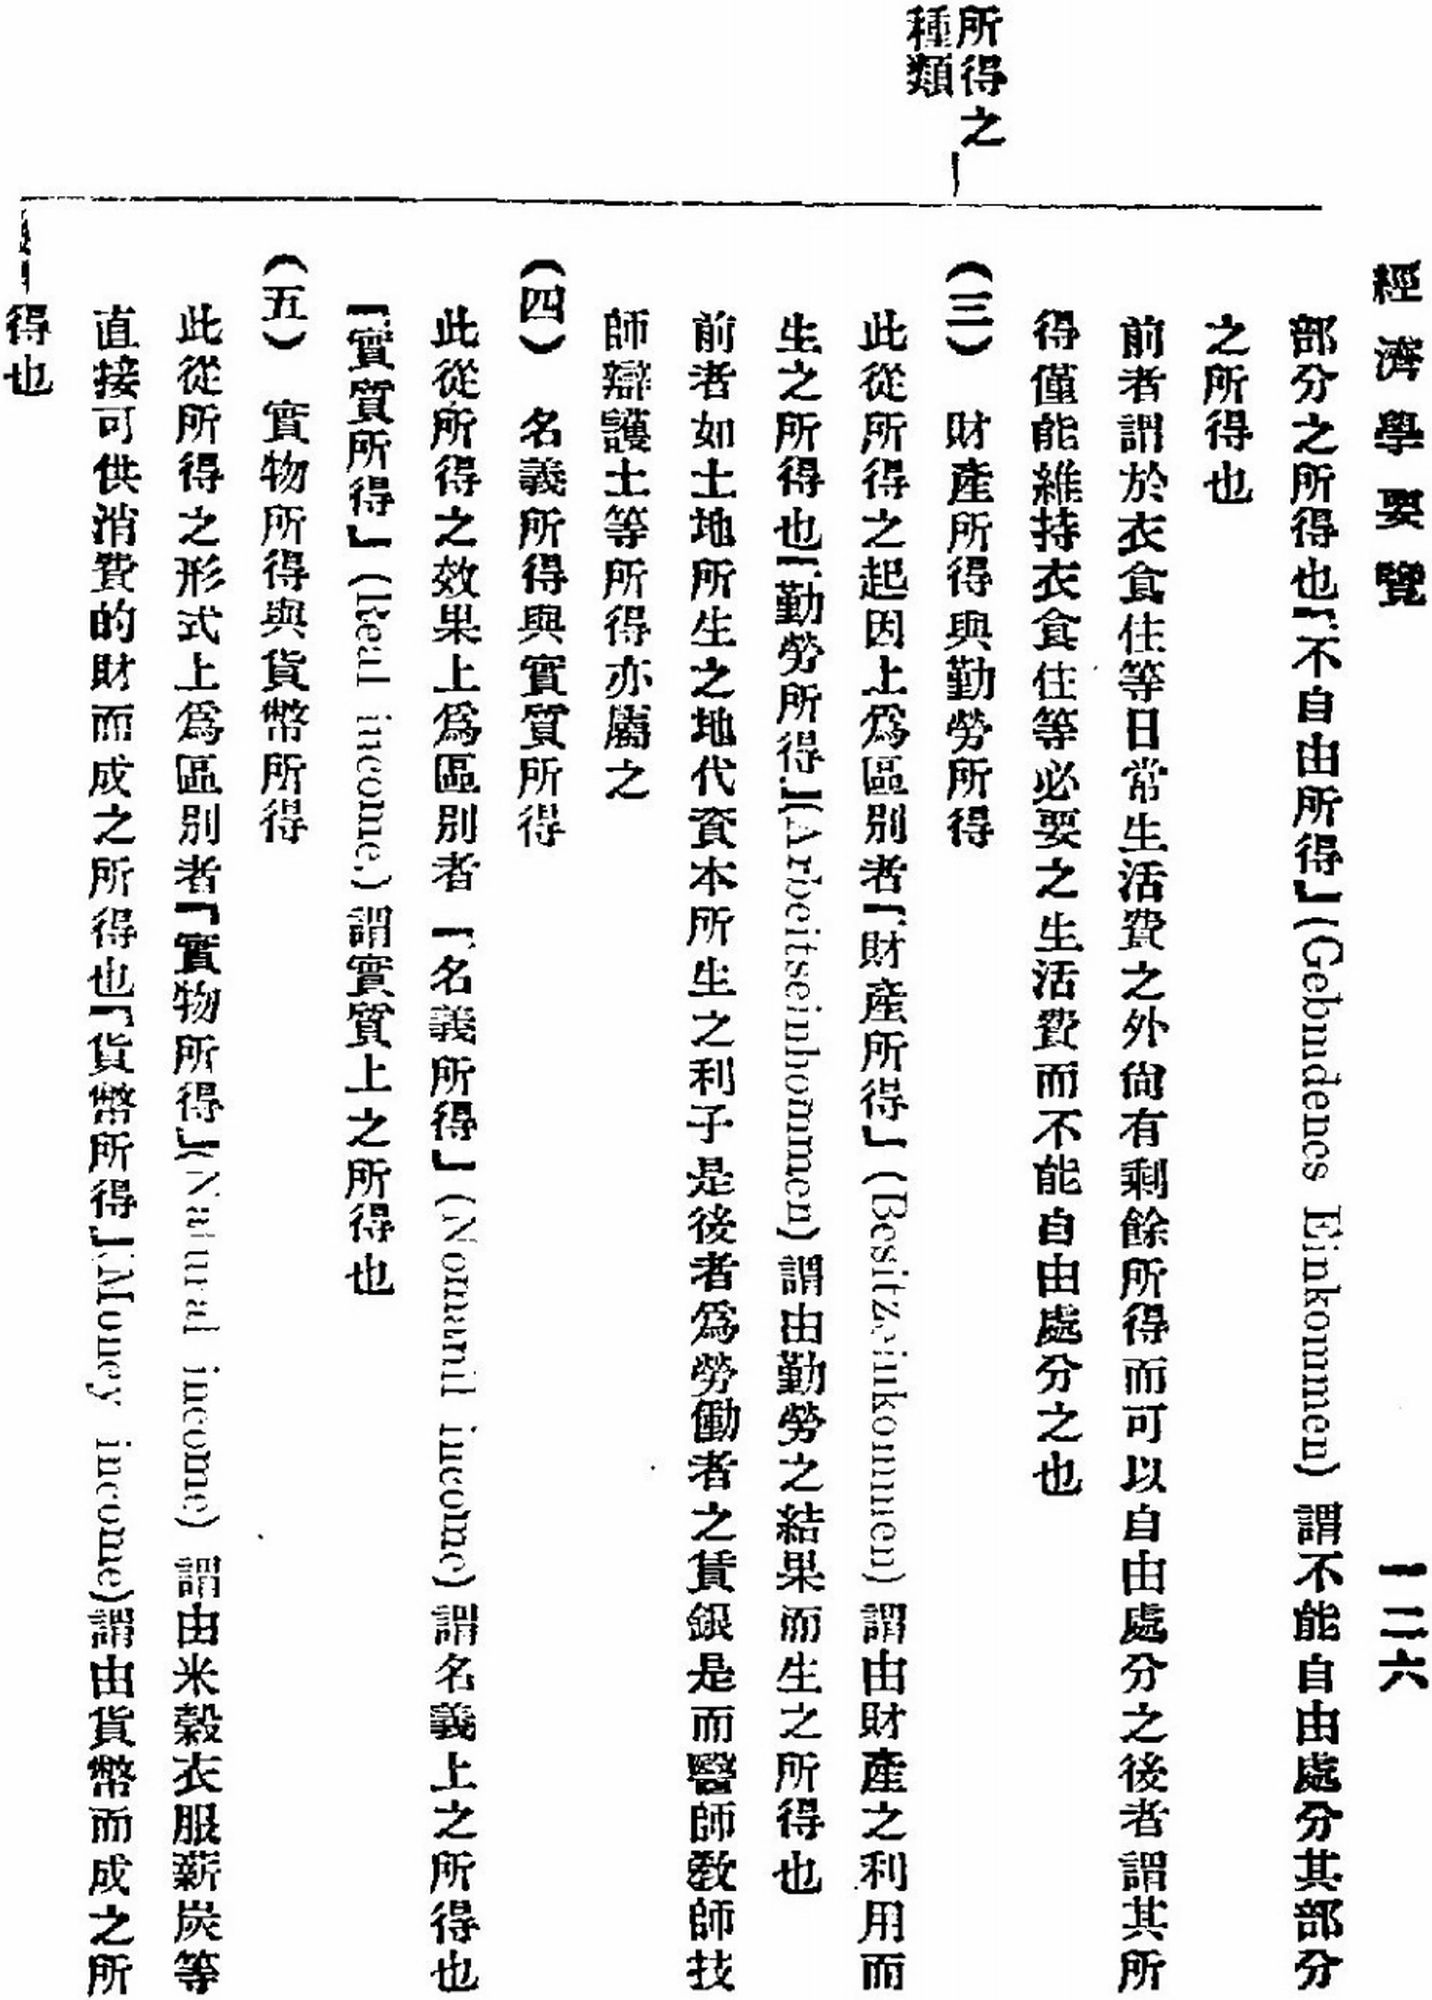 經濟學要覽
一二六
所得之
種類
部分之所得也「不自由所得」(Gebmdenes Einkommen)謂不能自由處分其部分
之所得也
前者謂於衣食住等日常生活費之外尙有剩餘所得而可以自由處分之後者謂其所
得僅能維持衣食住等必要之生活費而不能自由處分之也
(三) 財產所得與勤勞所得
此從所得之起因上爲區別者「財產所得」(Besitzeinkommen)謂由財產之利用而
生之所得也「勤勞所得」(Arbeitseinhommen)謂由勤勞之結果而生之所得也
前者如土地所生之地代資本所生之利子是後者爲勞働者之賃銀是而醫師敎師技
師辯護士等所得亦屬之
(四) 名義所得與實質所得
此從所得之效果上爲區別者「名義所得」(Nomanil income)謂名義上之所得也
「實質所得」(Real income)謂實質上之所得也
(五) 實物所得與貨幣所得
此從所得之形式上爲區別者「實物所得」(Natural income)謂由米穀衣服薪炭等
直接可供消費的財而成之所得也「貨幣所得」(Money income)謂由貨幣而成之所
得也